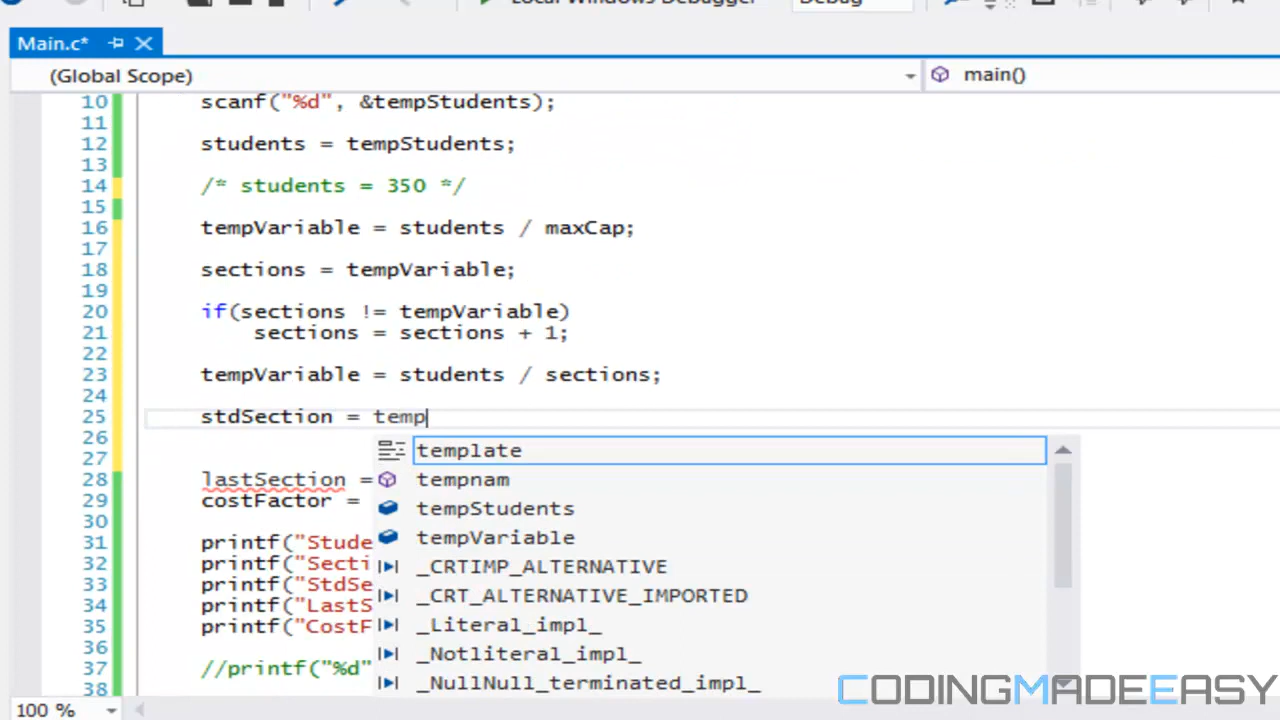 Local Windows Debugger Debug
Main.c*
(Global Scope) main()
10 scanf("%d", &tempStudents);
11
12 students = tempStudents;
13
14 /* students = 350 */
15
16 tempVariable = students / maxCap;
17
18 sections = tempVariable;
19
20 if(sections != tempVariable)
21 sections = sections + 1;
22
23 tempVariable = students / sections;
24
25 stdSection = temp
26
template
27
tempnam
28 lastSection =
29 costFactor =
tempStudents
30
tempVariable
31 printf("Stude
32 printf("Secti
_CRTIMP_ALTERNATIVE
33 printf("StdSe
_CRT_ALTERNATIVE_IMPORTED
34 printf("LastS
35 printf("CostF
_Literal_impl_
36
_Notliteral_impl_
37 //printf("%d"
38
_NullNull_terminated_impl_
CODINGMADEEASY
100 %